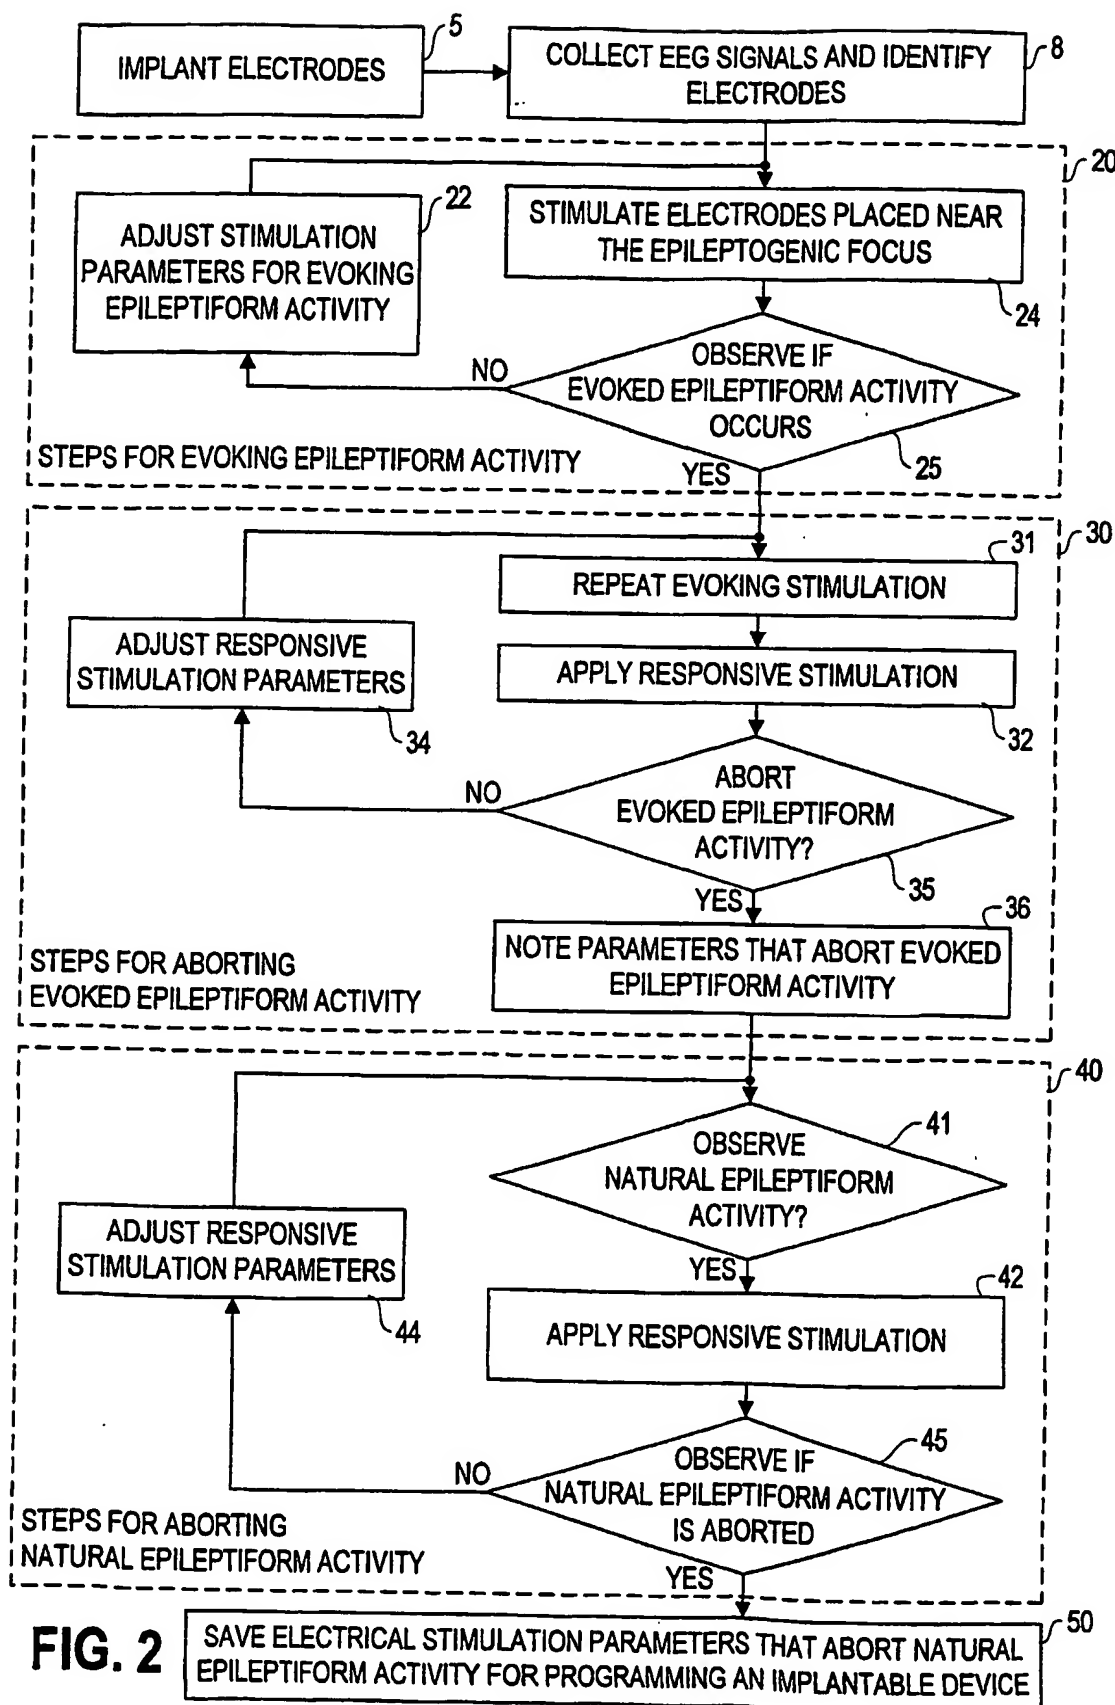 5
IMPLANT ELECTRODES
COLLECT EEG SIGNALS AND IDENTIFY
ELECTRODES
8
20
22
ADJUST STIMULATION
PARAMETERS FOR EVOKING
EPILEPTIFORM ACTIVITY
STIMULATE ELECTRODES PLACED NEAR
THE EPILEPTOGENIC FOCUS
24
NO
OBSERVE IF
EVOKED EPILEPTIFORM ACTIVITY
OCCURS
25
STEPS FOR EVOKING EPILEPTIFORM ACTIVITY
YES
30
31
REPEAT EVOKING STIMULATION
ADJUST RESPONSIVE
STIMULATION PARAMETERS
34
APPLY RESPONSIVE STIMULATION
32
NO
ABORT
EVOKED EPILEPTIFORM
ACTIVITY?
35
YES
36
NOTE PARAMETERS THAT ABORT EVOKED
EPILEPTIFORM ACTIVITY
STEPS FOR ABORTING
EVOKED EPILEPTIFORM ACTIVITY
40
41
OBSERVE
NATURAL EPILEPTIFORM
ACTIVITY?
ADJUST RESPONSIVE
STIMULATION PARAMETERS
44
YES
42
APPLY RESPONSIVE STIMULATION
45
NO
OBSERVE IF
NATURAL EPILEPTIFORM ACTIVITY
IS ABORTED
STEPS FOR ABORTING
NATURAL EPILEPTIFORM ACTIVITY
YES
50
FIG. 2
SAVE ELECTRICAL STIMULATION PARAMETERS THAT ABORT NATURAL
EPILEPTIFORM ACTIVITY FOR PROGRAMMING AN IMPLANTABLE DEVICE